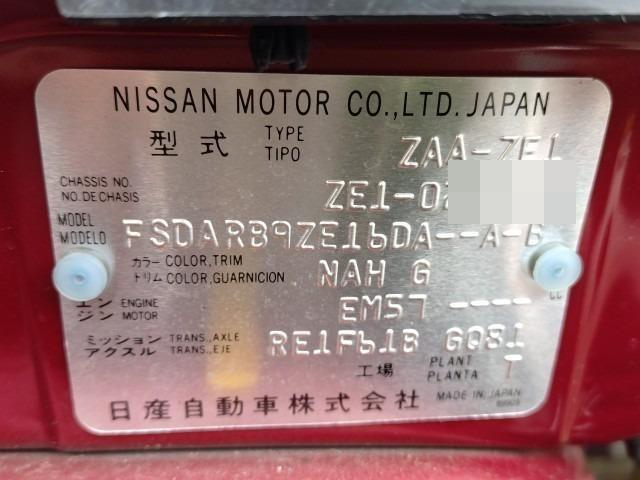 NISSAN MOTOR CO.,LTD. JAPAN
型式 TYPE TIPO ZAA-ZE1
CHASSIS NO. NO.DE CHASIS ZE1-02
MODEL MODELO FSDARB9ZE16DA--A-B
カラー COLOR,TRIM トリム COLOR,GUARNICION NAH G
エンジン ENGINE MOTOR EM57 ---- CC
ミッション TRANS.,AXLE アクスル TRANS.,EJE RE1F61B GQ81
工場 PLANT PLANTA T
日産自動車株式会社 MADE IN JAPAN